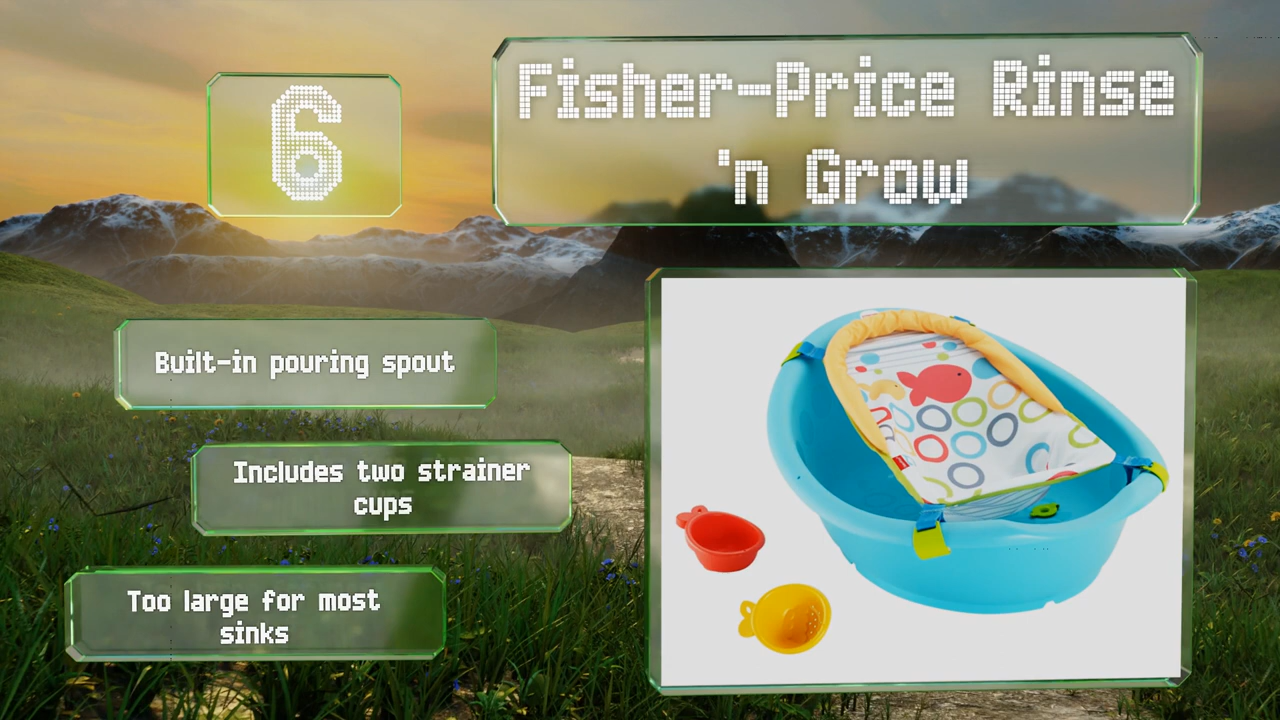 6
Fisher-Price Rinse
'n Grow
Built-in pouring spout
Includes two strainer
cups
Too large for most
sinks